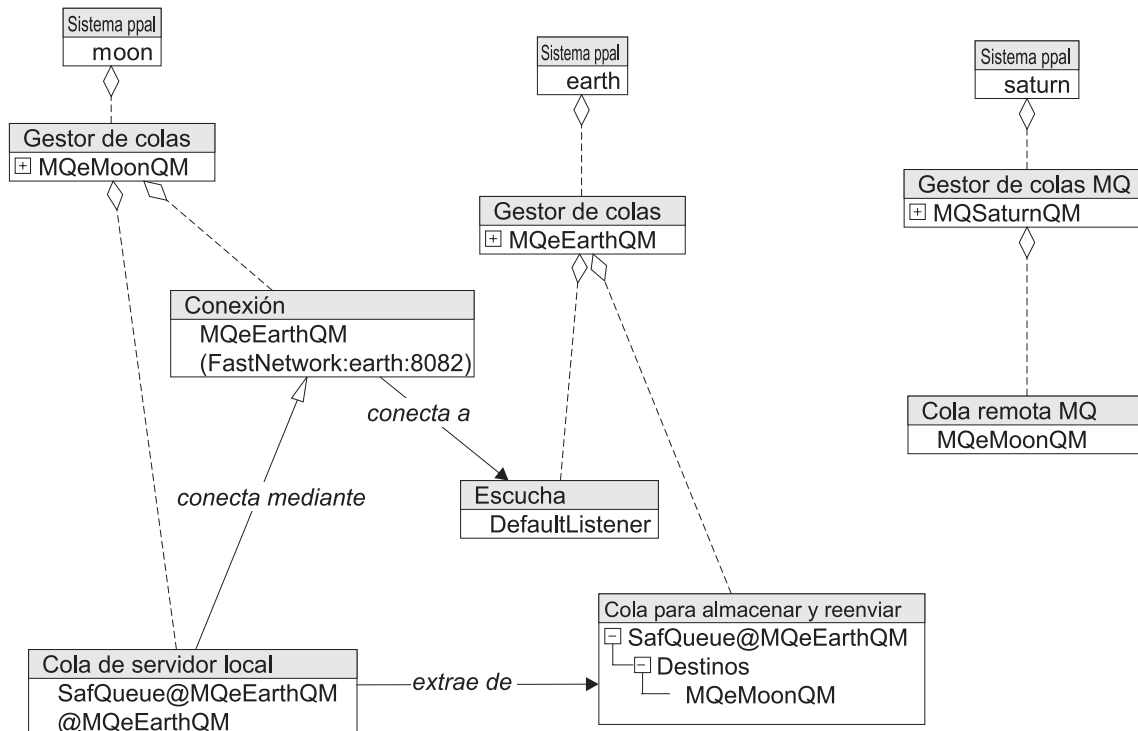 Sistema ppal
moon
Gestor de colas
MQeMoonQM
Sistema ppal
earth
Gestor de colas
MQeEarthQM
Sistema ppal
saturn
Gestor de colas MQ
MQSaturnQM
Conexión
MQeEarthQM
(FastNetwork:earth:8082)
conecta a
Cola remota MQ
MQeMoonQM
conecta mediante
Escucha
DefaultListener
Cola de servidor local
SafQueue@MQeEarthQM
@MQeEarthQM
extrae de
Cola para almacenar y reenviar
SafQueue@MQeEarthQM
Destinos
MQeMoonQM